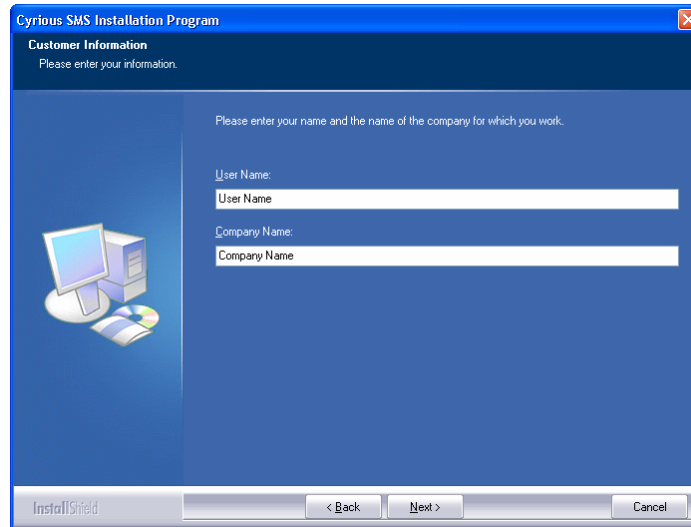 Cyrious SMS Installation Program
Customer Information
Please enter your information.
Please enter your name and the name of the company for which you work.
User Name:
User Name
Company Name:
Company Name
InstallShield
< Back
Next >
Cancel